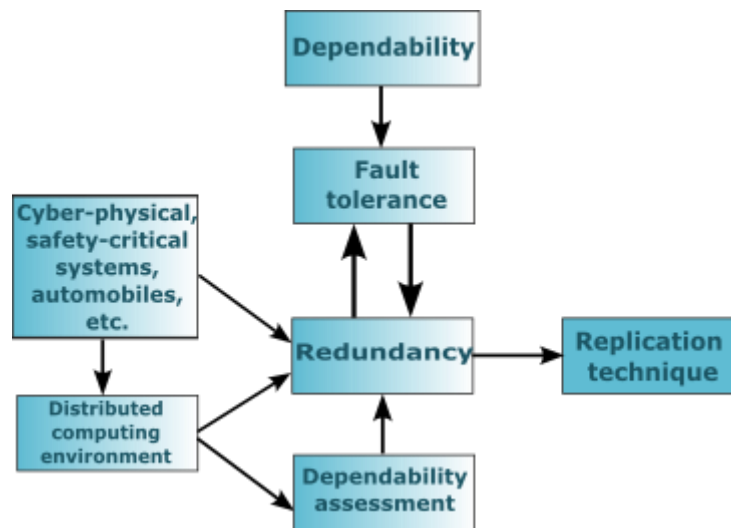 Dependability
Fault
tolerance
Cyber-physical,
safety-critical
systems,
automobiles,
etc.
Redundancy
Replication
technique
Distributed
computing
environment
Dependability
assessment